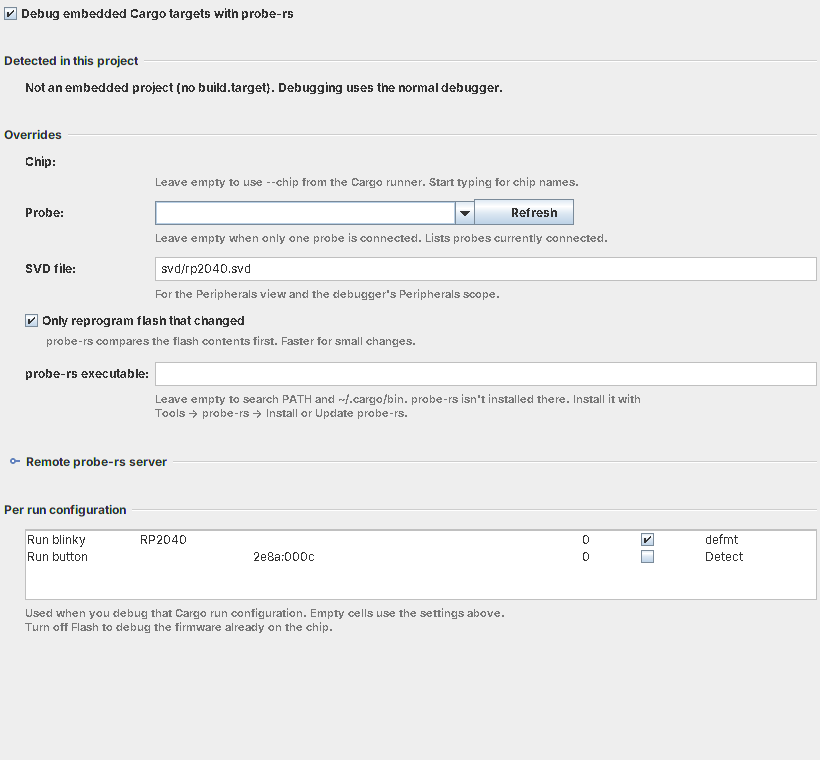 Debug embedded Cargo targets with probe-rs
Detected in this project
Not an embedded project (no build.target). Debugging uses the normal debugger.
Overrides
Chip:
Leave empty to use --chip from the Cargo runner. Start typing for chip names.
Probe:
Refresh
Leave empty when only one probe is connected. Lists probes currently connected.
SVD file:
svd/rp2040.svd
For the Peripherals view and the debugger's Peripherals scope.
Only reprogram flash that changed
probe-rs compares the flash contents first. Faster for small changes.
probe-rs executable:
Leave empty to search PATH and ~/.cargo/bin. probe-rs isn't installed there. Install it with
Tools → probe-rs → Install or Update probe-rs.
Remote probe-rs server
Per run configuration
Run blinky RP2040 0 defmt
Run button 2e8a:000c 0 Detect
Used when you debug that Cargo run configuration. Empty cells use the settings above.
Turn off Flash to debug the firmware already on the chip.